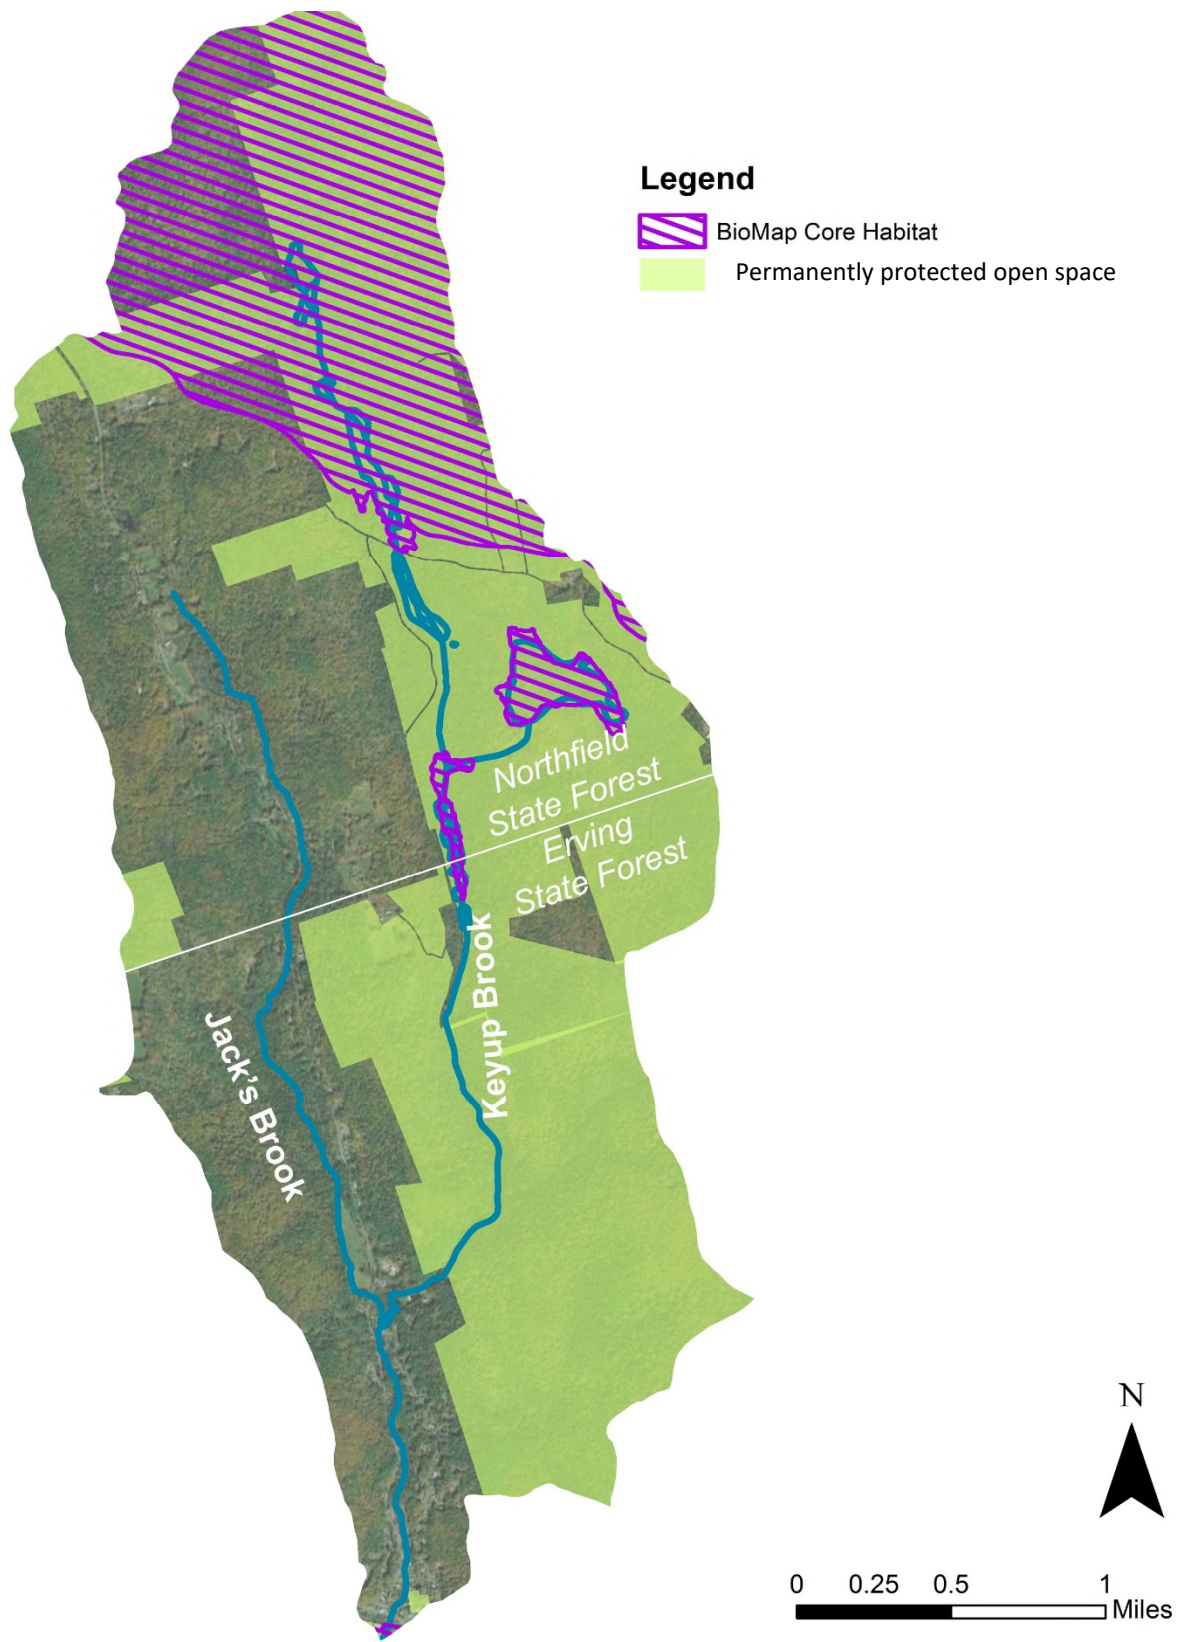 Legend
BioMap Core Habitat
Permanently protected open space
Northfield
State Forest
Erving
State Forest
Keyup Brook
Jack's Brook
N
0 0.25 0.5 1
Miles